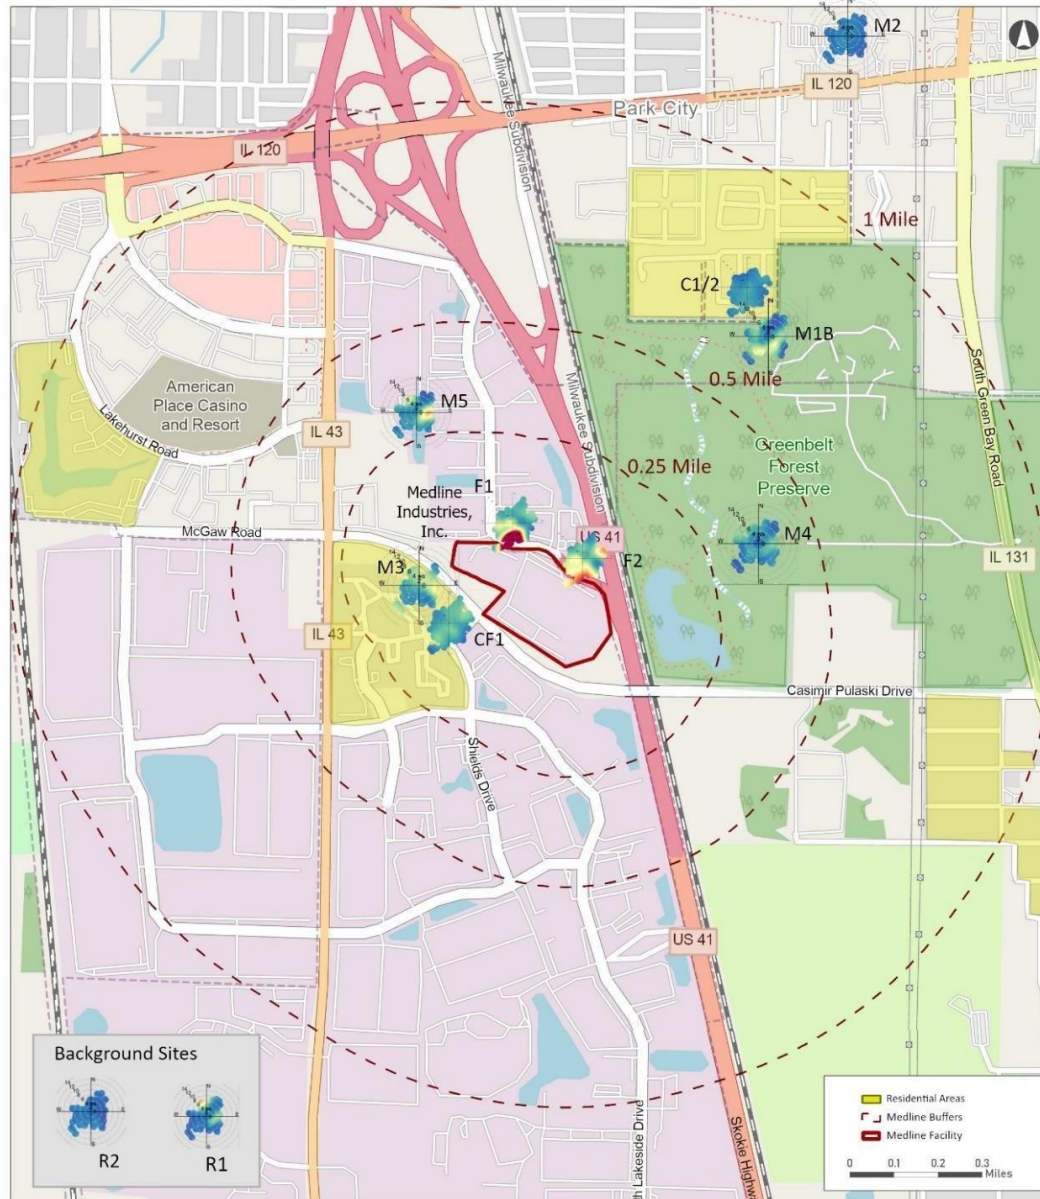 M2
IL 120
Park City
IL 120
Milwaukee Subdivision
1 Mile
C1/2
M1B
0.5 Mile
American
Place Casino
and Resort
Lakehurst Road
IL 43
M5
Milwaukee Subdivision
South Green Bay Road
Greenbelt
Forest
Preserve
0.25 Mile
F1
Medline
Industries,
Inc.
McGaw Road
US 41
F2
M4
IL 131
M3
CF1
IL 43
Casimir Pulaski Drive
Shields Drive
US 41
Background Sites
R2
R1
h Lakeside Drive
Skokie Highw
Residential Areas
Medline Buffers
Medline Facility
0 0.1 0.2 0.3
Miles